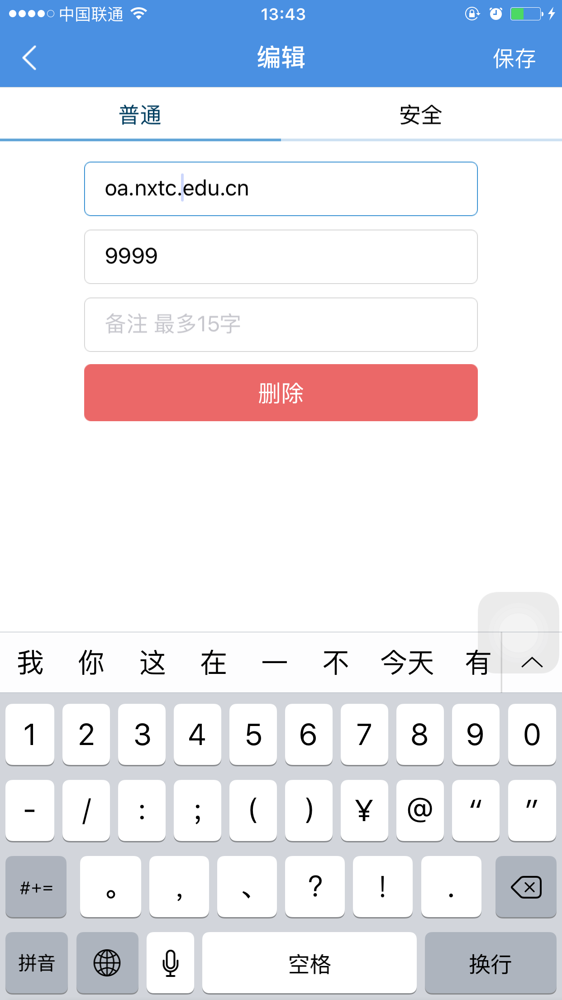 中国联通 13:43
编辑 保存
普通 安全
oa.nxtc.edu.cn
9999
备注 最多15字
删除
我 你 这 在 一 不 今天 有
1 2 3 4 5 6 7 8 9 0
- / : ; ( ) ¥ @ “ ”
#+= 。 , 、 ? ! .
拼音 空格 换行